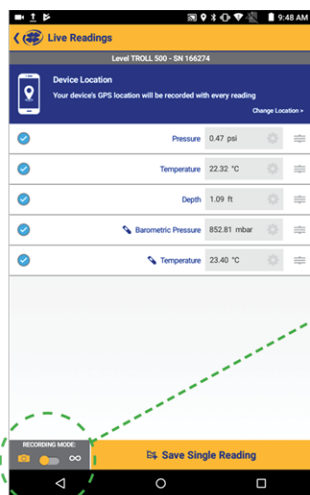 9:48 AM
Live Readings
Level TROLL 500 - SN 166274
Device Location
Your device's GPS location will be recorded with every reading
Change Location >
Pressure 0.47 psi
Temperature 22.32 °C
Depth 1.09 ft
Barometric Pressure 852.81 mbar
Temperature 23.40 °C
RECORDING MODE:
Save Single Reading